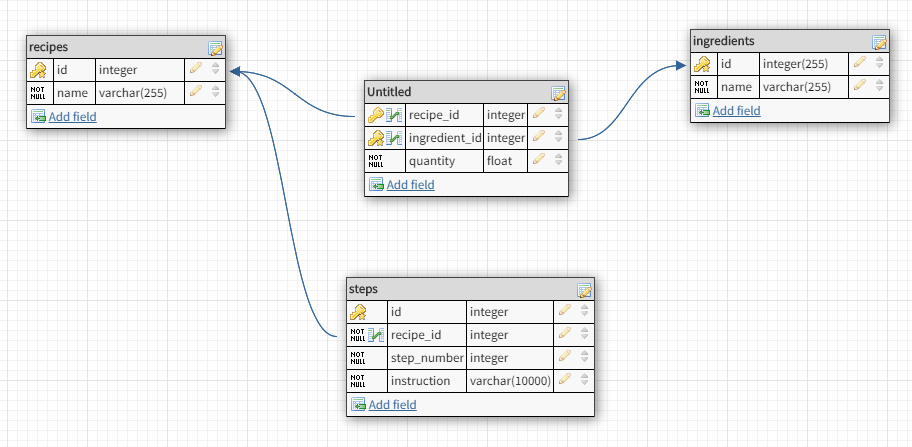 recipes
id integer
NOT NULL name varchar(255)
Add field
Untitled
recipe_id integer
ingredient_id integer
NOT NULL quantity float
Add field
ingredients
id integer(255)
NOT NULL name varchar(255)
Add field
steps
id integer
NOT NULL recipe_id integer
NOT NULL step_number integer
NOT NULL instruction varchar(10000)
Add field